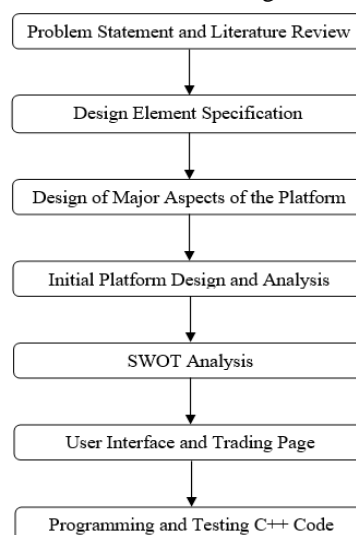 Problem Statement and Literature Review
Design Element Specification
Design of Major Aspects of the Platform
Initial Platform Design and Analysis
SWOT Analysis
User Interface and Trading Page
Programming and Testing C++ Code